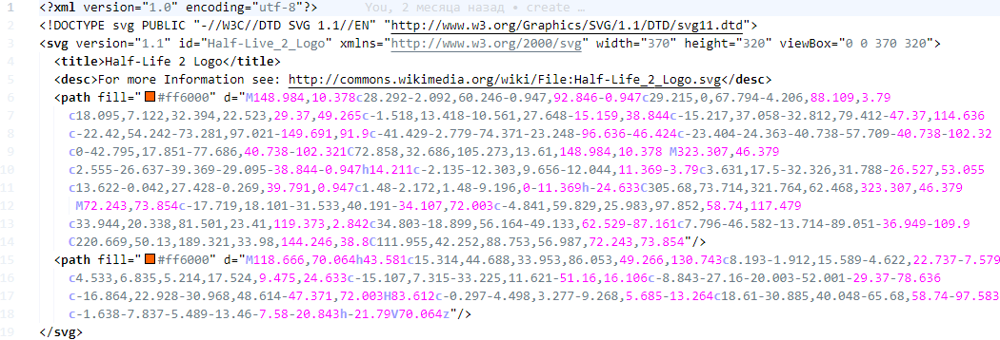 1 <?xml version="1.0" encoding="utf-8"?> You, 2 месяца назад • create …
2 <!DOCTYPE svg PUBLIC "-//W3C//DTD SVG 1.1//EN" "http://www.w3.org/Graphics/SVG/1.1/DTD/svg11.dtd">
3 <svg version="1.1" id="Half-Live_2_Logo" xmlns="http://www.w3.org/2000/svg" width="370" height="320" viewBox="0 0 370 320">
4 <title>Half-Life 2 Logo</title>
5 <desc>For more Information see: http://commons.wikimedia.org/wiki/File:Half-Life_2_Logo.svg</desc>
6 <path fill="#ff6000" d="M148.984,10.378c28.292-2.092,60.246-0.947,92.846-0.947c29.215,0,67.794-4.206,88.109,3.79
7 c18.095,7.122,32.394,22.523,29.37,49.265c-1.518,13.418-10.561,27.648-15.159,38.844c-15.217,37.058-32.812,79.412-47.37,114.636
8 c-22.42,54.242-73.281,97.021-149.691,91.9c-41.429-2.779-74.371-23.248-96.636-46.424c-23.404-24.363-40.738-57.709-40.738-102.32
9 c0-42.795,17.851-77.686,40.738-102.321C72.858,32.686,105.273,13.61,148.984,10.378 M323.307,46.379
10 c2.555-26.637-39.369-29.095-38.844-0.947h14.211c-2.135-12.303,9.656-12.044,11.369-3.79c3.631,17.5-32.326,31.788-26.527,53.055
11 c13.622-0.042,27.428-0.269,39.791,0.947c1.48-2.172,1.48-9.196,0-11.369h-24.633C305.68,73.714,321.764,62.468,323.307,46.379
12 M72.243,73.854c-17.719,18.101-31.533,40.191-34.107,72.003c-4.841,59.829,25.983,97.852,58.74,117.479
13 c33.944,20.338,81.501,23.41,119.373,2.842c34.803-18.899,56.164-49.133,62.529-87.161c7.796-46.582-13.714-89.051-36.949-109.9
14 C220.669,50.13,189.321,33.98,144.246,38.8C111.955,42.252,88.753,56.987,72.243,73.854"/>
15 <path fill="#ff6000" d="M118.666,70.064h43.581c15.314,44.688,33.953,86.053,49.266,130.743c8.193-1.912,15.589-4.622,22.737-7.579
16 c4.533,6.835,5.214,17.524,9.475,24.633c-15.107,7.315-33.225,11.621-51.16,16.106c-8.843-27.16-20.003-52.001-29.37-78.636
17 c-16.864,22.928-30.968,48.614-47.371,72.003H83.612c-0.297-4.498,3.277-9.268,5.685-13.264c18.61-30.885,40.048-65.68,58.74-97.583
18 c-1.638-7.837-5.489-13.46-7.58-20.843h-21.79V70.064z"/>
19 </svg>